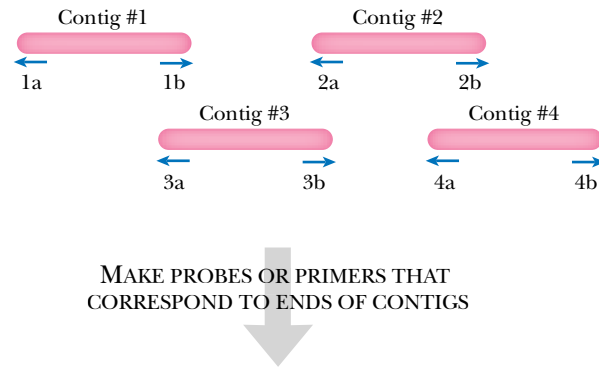 Contig #1 Contig #2
1a 1b 2a 2b
Contig #3 Contig #4
3a 3b 4a 4b
MAKE PROBES OR PRIMERS THAT
CORRESPOND TO ENDS OF CONTIGS